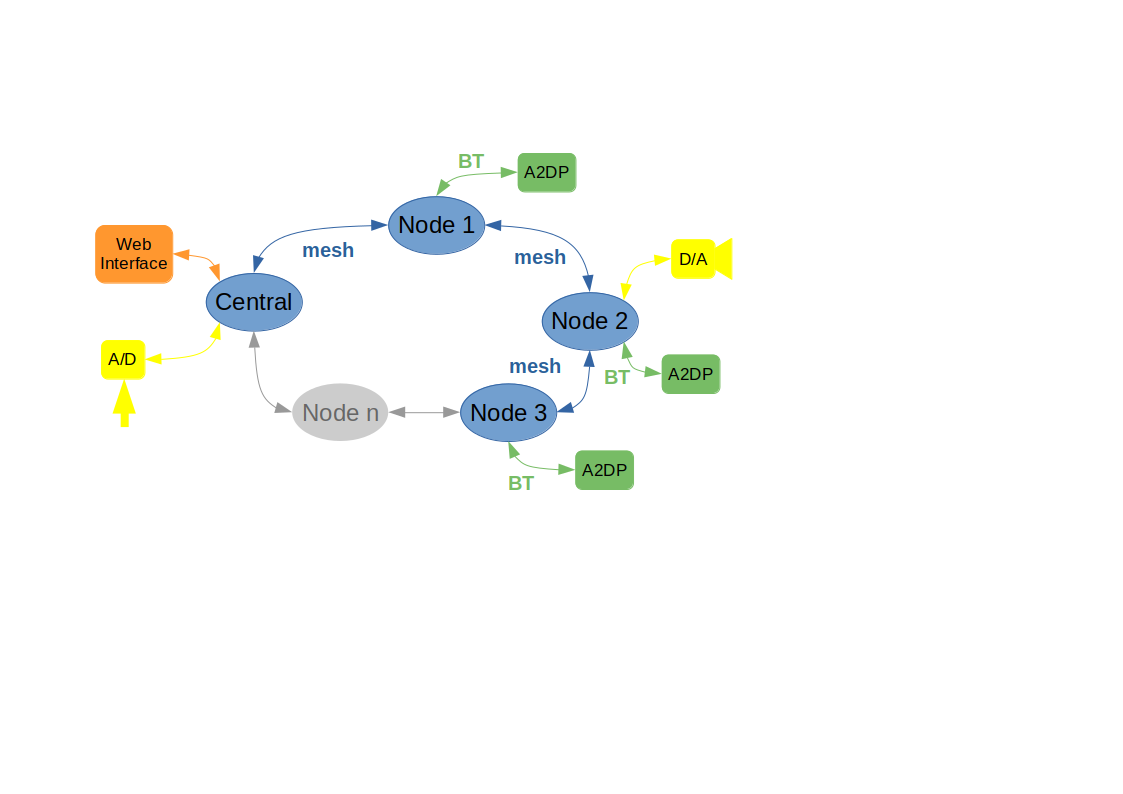 BT
A2DP
Node 1
Web
Interface
mesh
mesh
D/A
Central
Node 2
A/D
mesh
BT
A2DP
Node n
Node 3
BT
A2DP